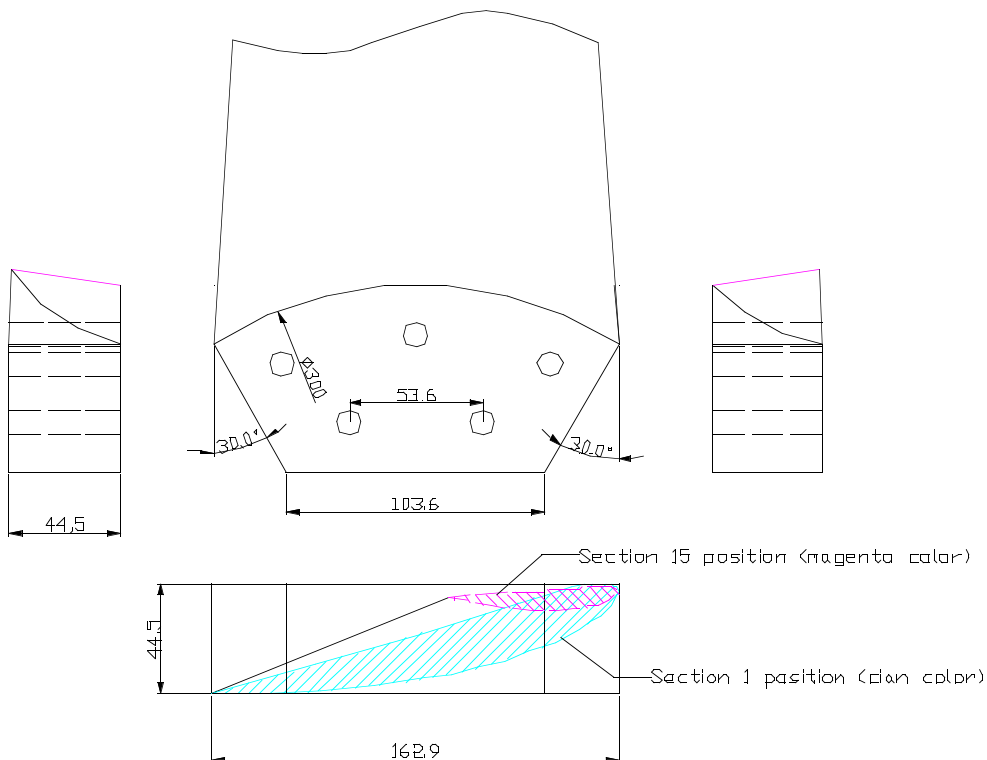 Ø300
53.6
30.0°
30.0°
103.6
44,5
Section 15 position (magenta color)
44,5
Section 1 position (cian color)
162.9